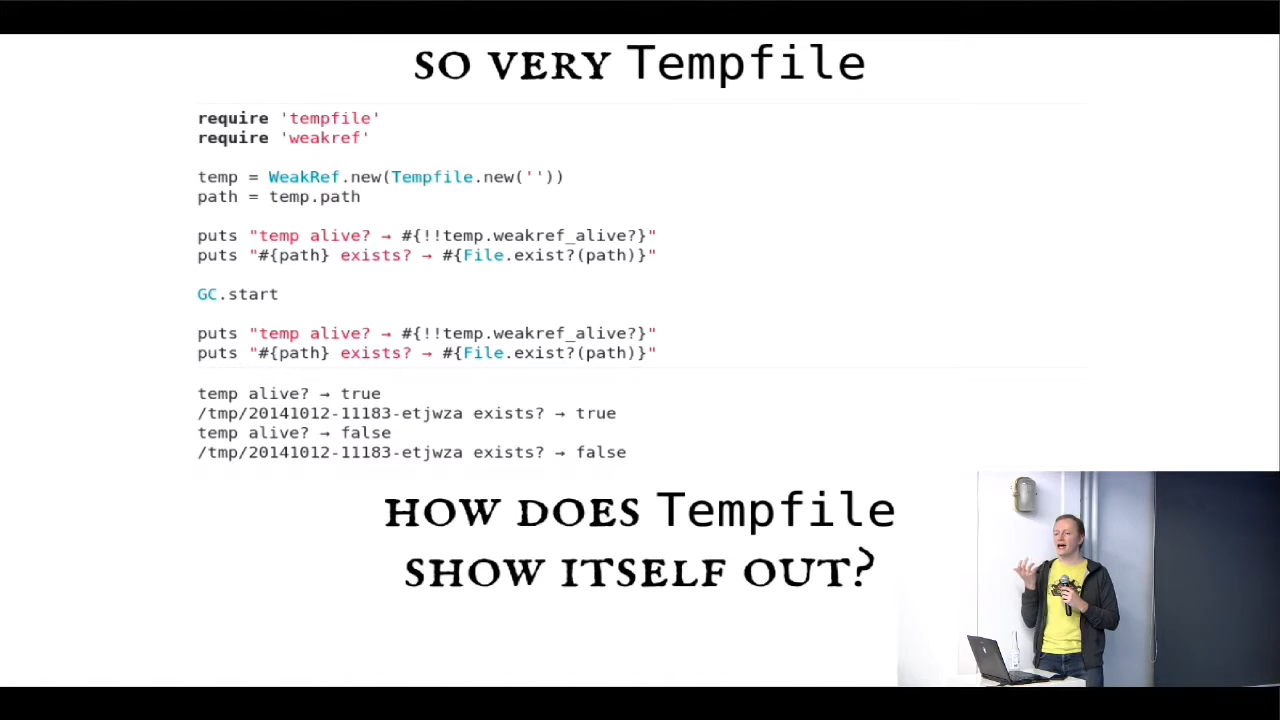 SO VERY Tempfile
require 'tempfile'
require 'weakref'
temp = WeakRef.new(Tempfile.new(''))
path = temp.path
puts "temp alive? → #{!!temp.weakref_alive?}"
puts "#{path} exists? → #{File.exist?(path)}"
GC.start
puts "temp alive? → #{!!temp.weakref_alive?}"
puts "#{path} exists? → #{File.exist?(path)}"
temp alive? → true
/tmp/20141012-11183-etjwza exists? → true
temp alive? → false
/tmp/20141012-11183-etjwza exists? → false
HOW DOES Tempfile
SHOW ITSELF OUT?